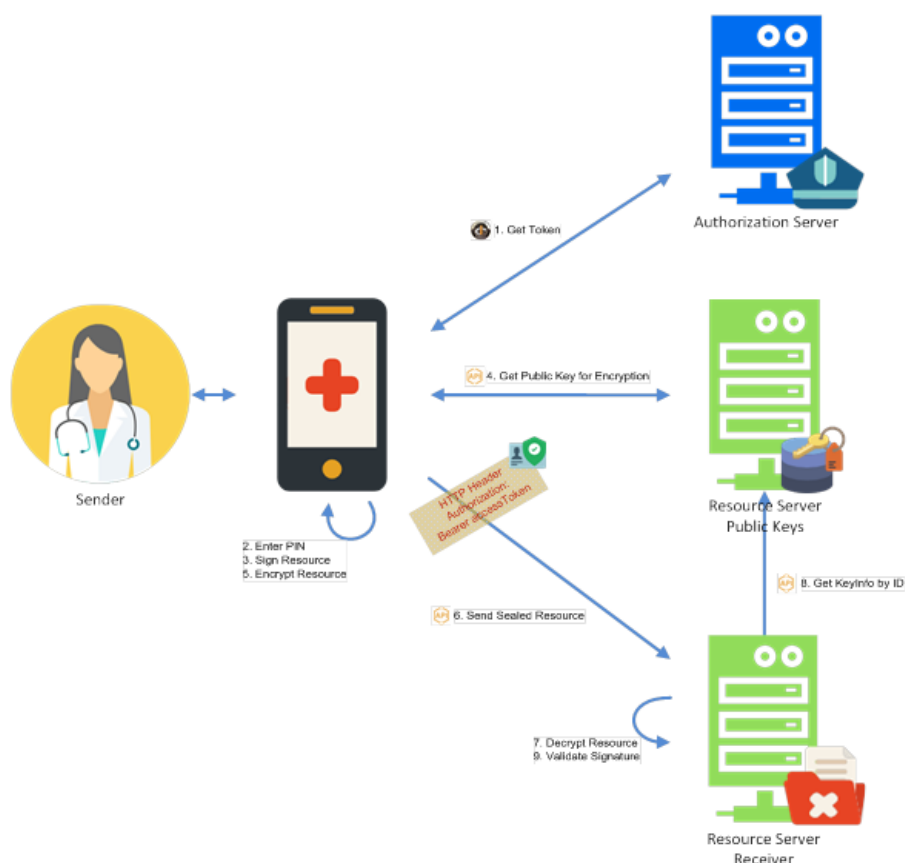 Authorization Server
1. Get Token
4. Get Public Key for Encryption
HTTP Header
Authorization:
Bearer accessToken
Sender
Resource Server
Public Keys
2. Enter PIN
3. Sign Resource
5. Encrypt Resource
API 8. Get KeyInfo by ID
API 6. Send Sealed Resource
7. Decrypt Resource
9. Validate Signature
Resource Server
Receiver